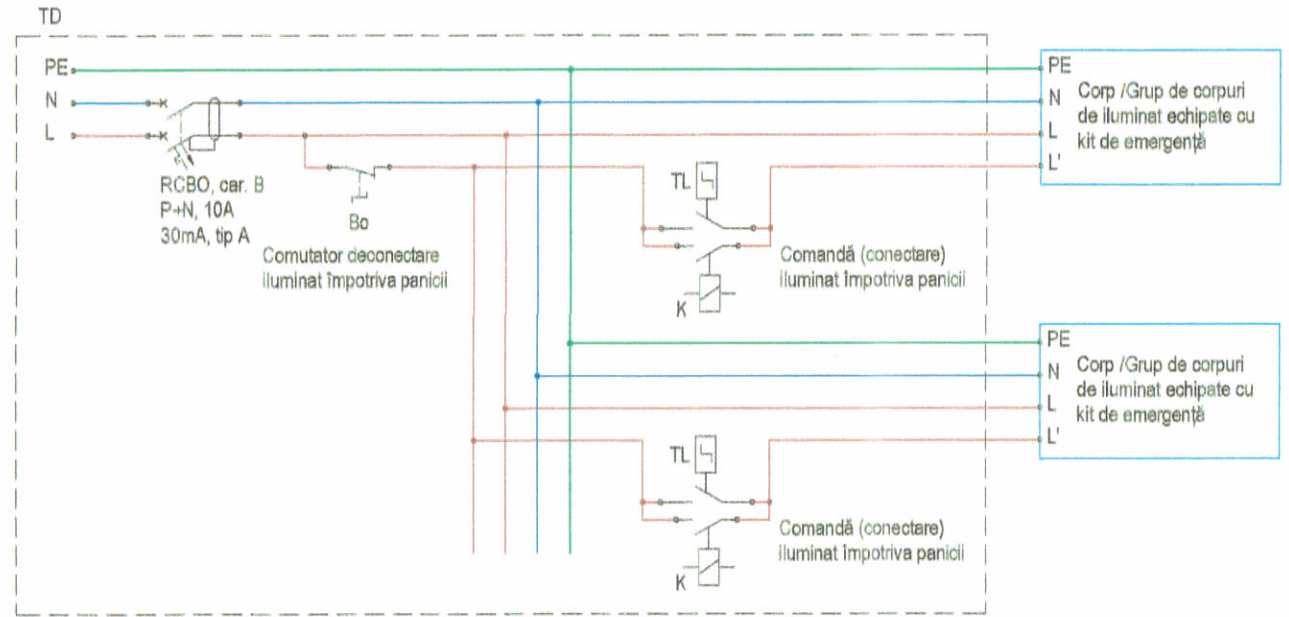 TD
PE
N
L
RCBO, car. B
P+N, 10A
30mA, tip A
Bo
Comutator deconectare
iluminat împotriva panicii
TL
K
Comandă (conectare)
iluminat împotriva panicii
PE
N
L
L'
Corp /Grup de corpuri
de iluminat echipate cu
kit de emergență
TL
K
Comandă (conectare)
iluminat împotriva panicii
PE
N
L
L'
Corp /Grup de corpuri
de iluminat echipate cu
kit de emergență